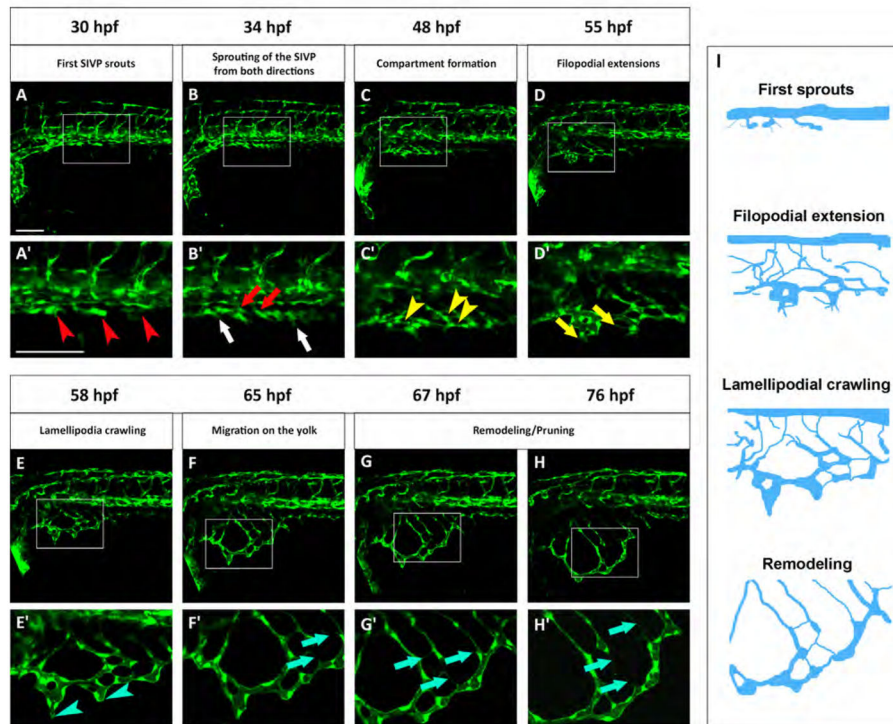 30 hpf
34 hpf
48 hpf
55 hpf
First SIVP srouts
Sprouting of the SIVP
from both directions
Compartment formation
Filopodial extensions
A
B
C
D
A'
B'
C'
D'
58 hpf
65 hpf
67 hpf
76 hpf
Lamellipodia crawling
Migration on the yolk
Remodeling/Pruning
E
F
G
H
E'
F'
G'
H'
I
First sprouts
Filopodial extension
Lamellipodial crawling
Remodeling